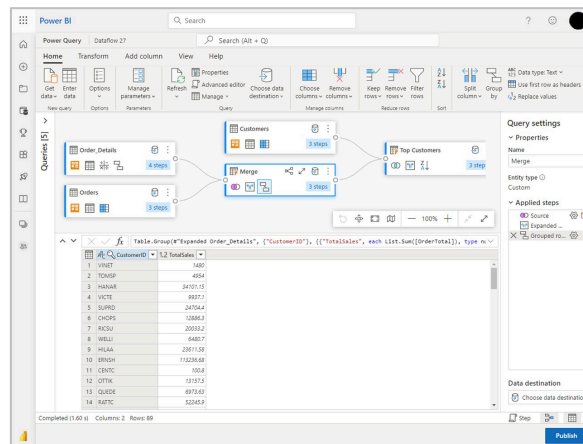 Power BI
Search
Power Query Dataflow 27 Search (Alt + Q)
Home Transform Add column View Help
Get data Enter data Options Manage parameters Refresh Properties Advanced editor Manage Choose data destination Choose columns Remove columns Keep rows Remove rows Filter rows Split column Group by Data type: Text Use first row as headers Replace values
New query Options Parameters Query Manage columns Reduce rows Sort
Queries [5]
Order_Details
4 steps
Orders
3 steps
Customers
3 steps
Merge
3 steps
Top Customers
3 step
100%
Table.Group(#"Expanded Order_Details", {"CustomerID"}, {{"TotalSales", each List.Sum([OrderTotal]), type n
CustomerID 1.2 TotalSales
1 VINET 1480
2 TOMSP 4954
3 HANAR 34101.15
4 VICTE 9937.1
5 SUPRD 24704.4
6 CHOPS 12886.3
7 RICSU 20033.2
8 WELLI 6480.7
9 HILAA 23611.58
10 ERNSH 113236.68
11 CENTC 100.8
12 OTTIK 13157.5
13 QUEDE 6973.63
14 RATTC 52245.9
Query settings
Properties
Name
Merge
Entity type
Custom
Applied steps
Source
Expanded ...
Grouped ro...
Data destination
Choose data destinatio
Completed (1.60 s) Columns: 2 Rows: 89
Step
Publish